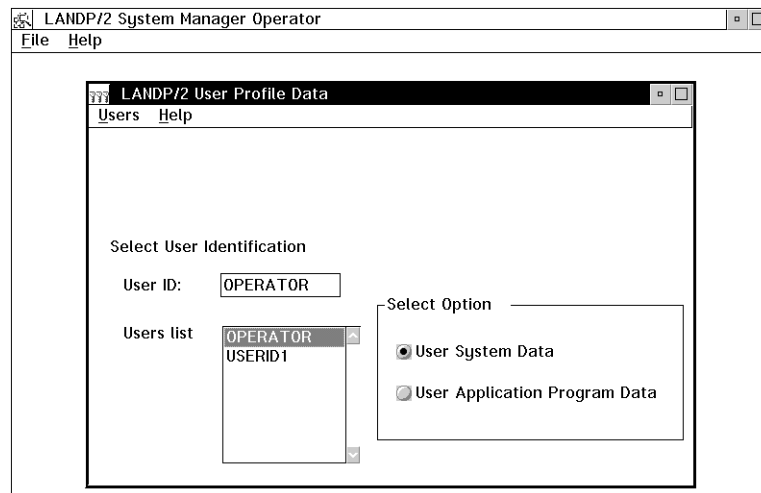 LANDP/2 System Manager Operator
File Help
LANDP/2 User Profile Data
Users Help
Select User Identification
User ID: OPERATOR
Select Option
Users list
OPERATOR
USERID1
User System Data
User Application Program Data